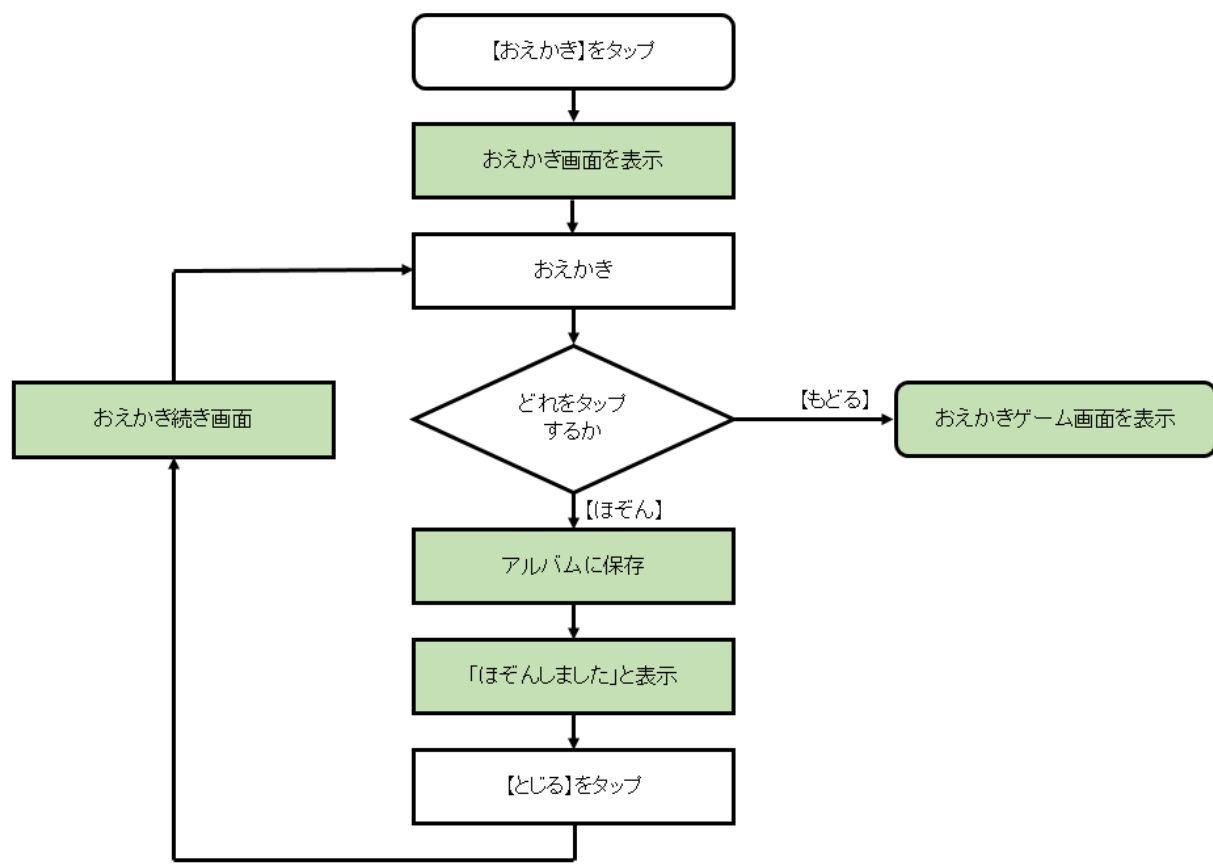 【おえかき】をタップ
おえかき画面を表示
おえかき
どれをタップ
するか
【もどる】
おえかきゲーム画面を表示
おえかき続き画面
【ほぞん】
アルバムに保存
「ほぞんしました」と表示
【とじる】をタップ